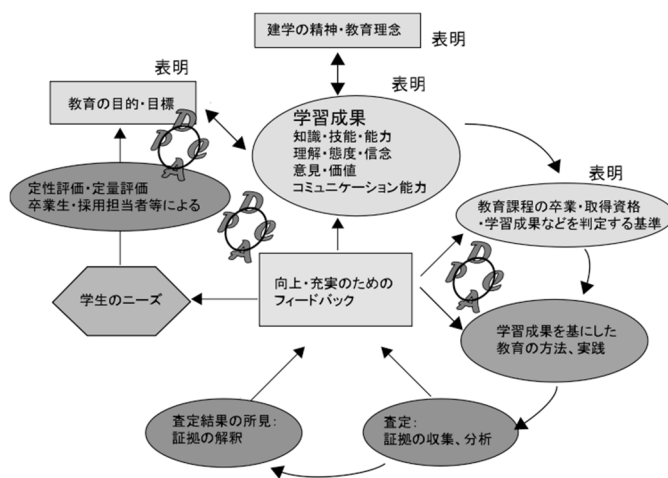 建学の精神・教育理念
表明
表明
教育の目的・目標
P
D
C
A
表明
学習成果
知識・技能・能力
理解・態度・信念
意見・価値
コミュニケーション能力
定性評価・定量評価
卒業生・採用担当者等による
P
D
C
A
表明
教育課程の卒業・取得資格
・学習成果などを判定する基準
学生のニーズ
向上・充実のための
フィードバック
P
D
C
A
学習成果を基にした
教育の方法、実践
査定結果の所見:
証拠の解釈
査定:
証拠の収集、分析